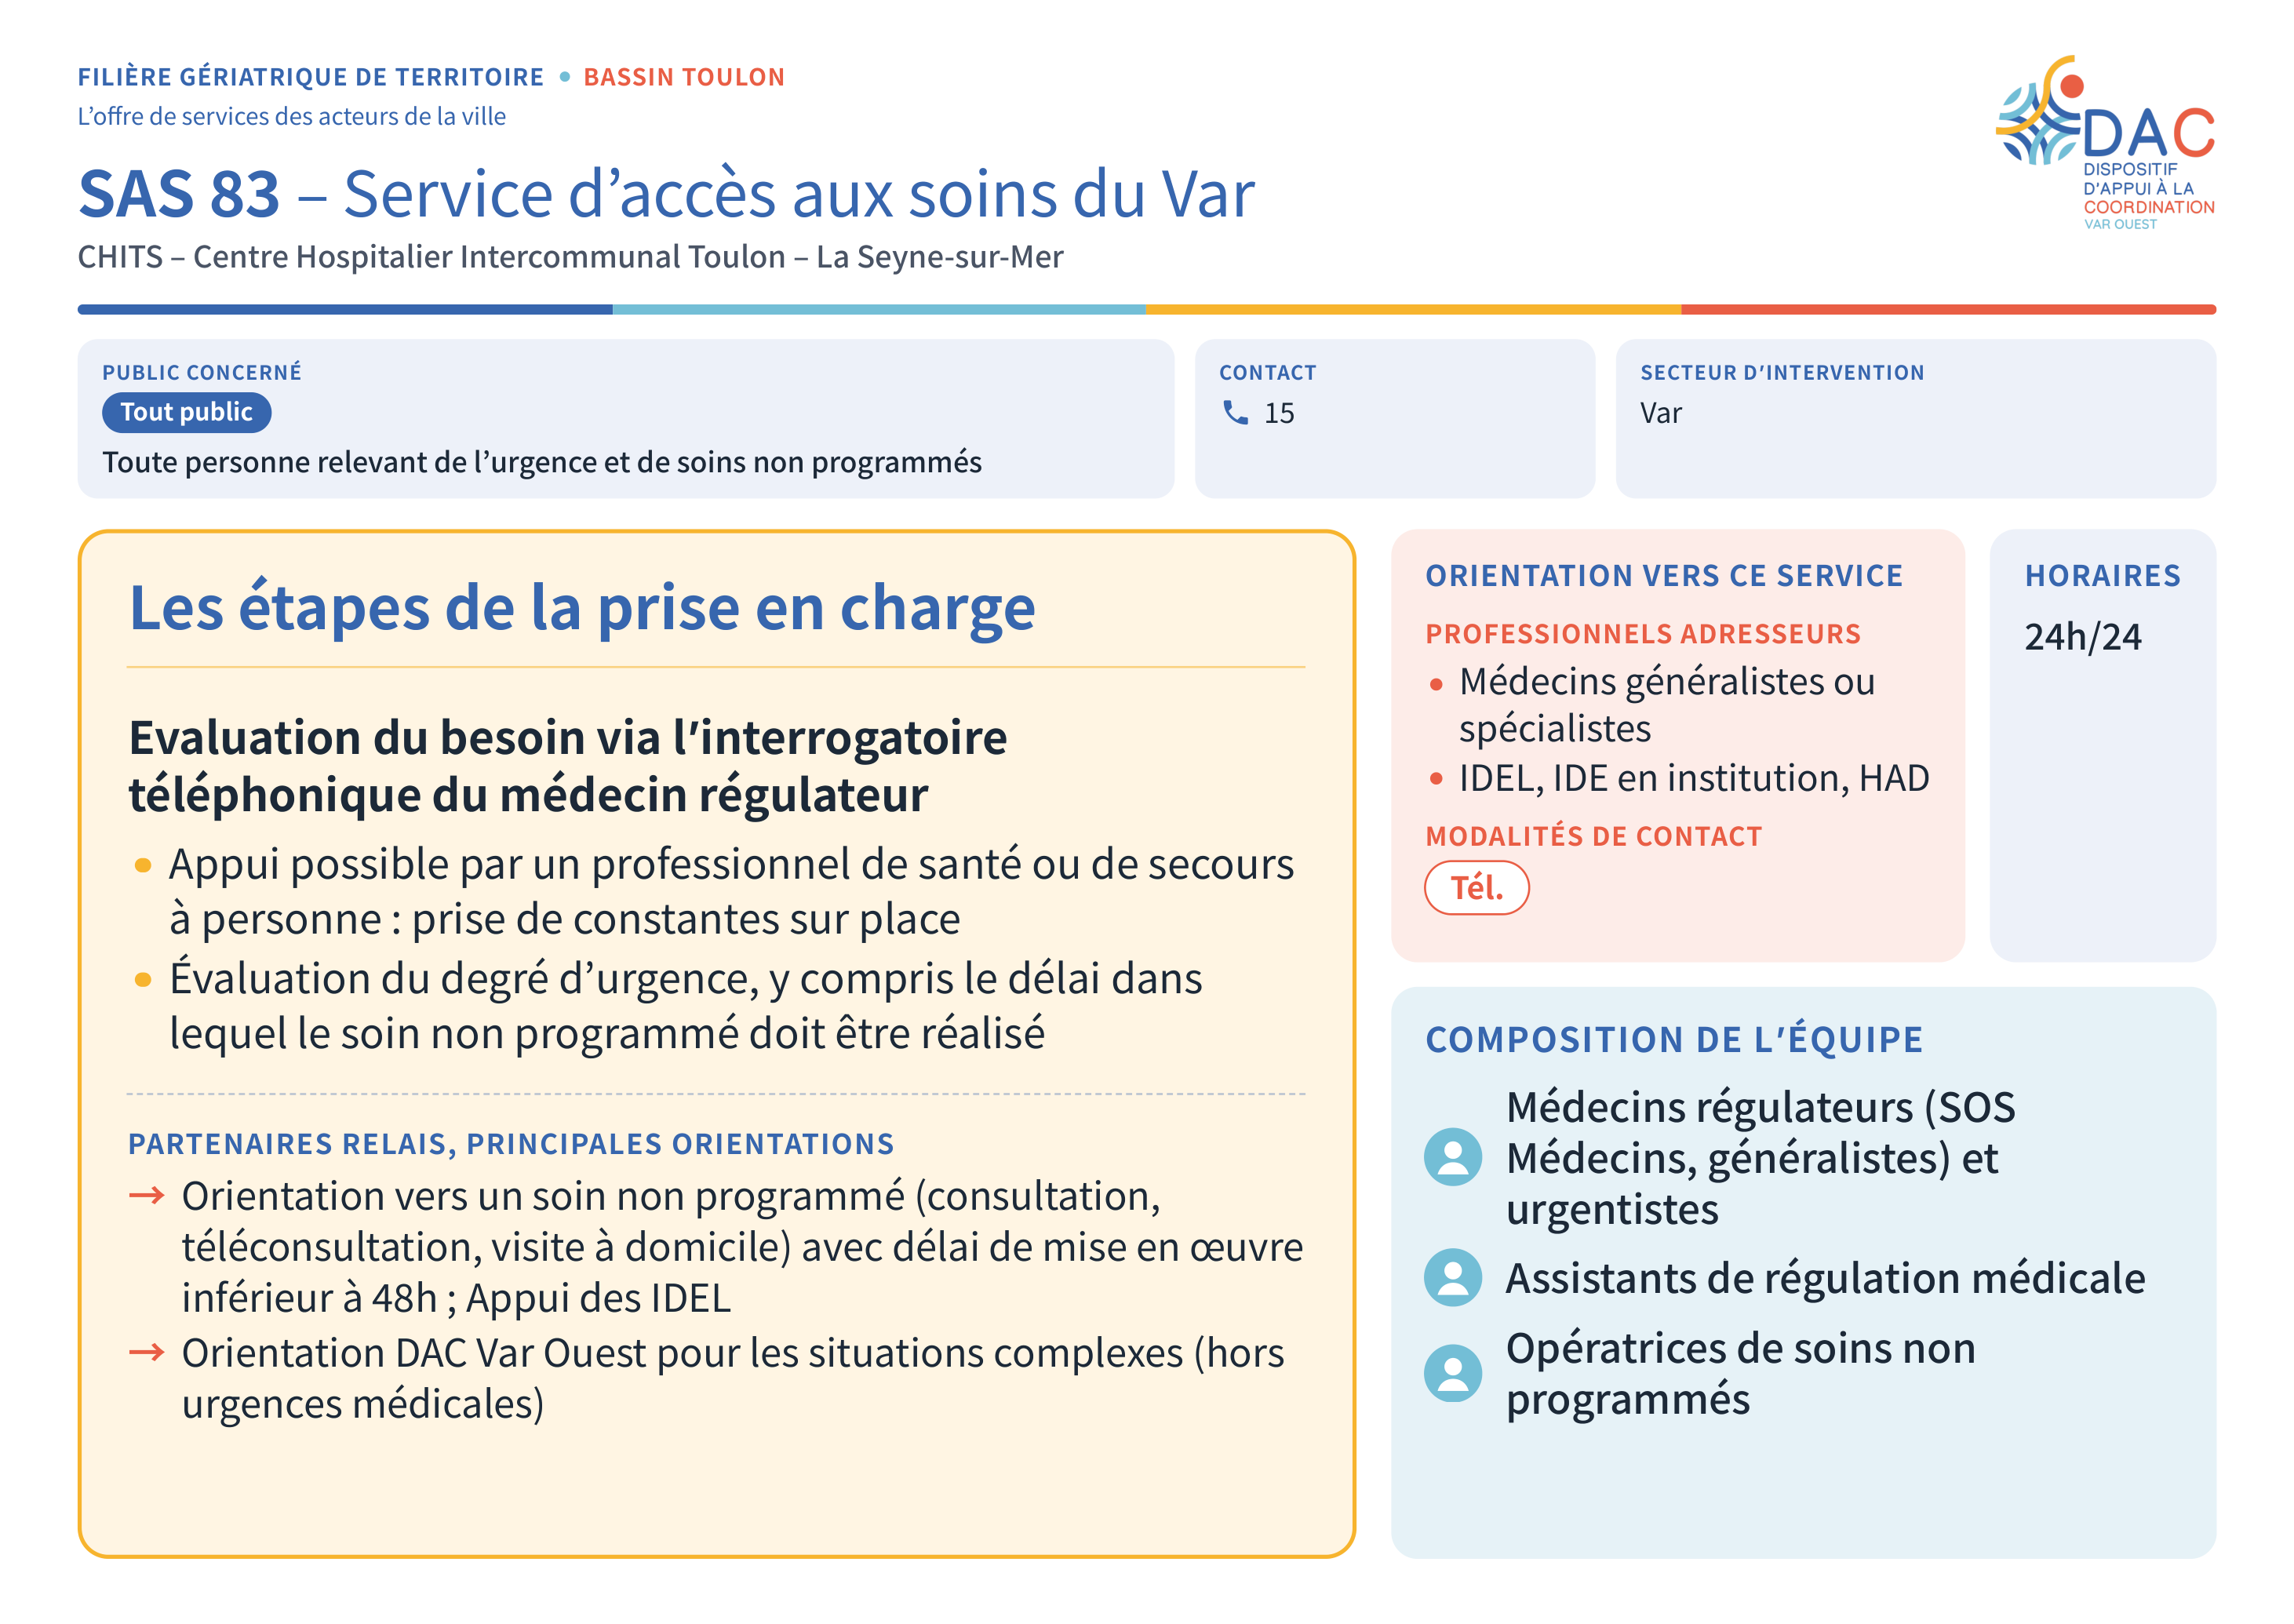 FILIÈRE GÉRIATRIQUE DE TERRITOIRE • BASSIN TOULON
L’offre de services des acteurs de la ville
SAS 83 – Service d’accès aux soins du Var
CHITS – Centre Hospitalier Intercommunal Toulon – La Seyne-sur-Mer
DAC
DISPOSITIF
D'APPUI À LA
COORDINATION
VAR OUEST
PUBLIC CONCERNÉ
Tout public
Toute personne relevant de l’urgence et de soins non programmés
CONTACT
15
SECTEUR D'INTERVENTION
Var
Les étapes de la prise en charge
Evaluation du besoin via l'interrogatoire
téléphonique du médecin régulateur
• Appui possible par un professionnel de santé ou de secours
à personne : prise de constantes sur place
• Évaluation du degré d’urgence, y compris le délai dans
lequel le soin non programmé doit être réalisé
PARTENAIRES RELAIS, PRINCIPALES ORIENTATIONS
→ Orientation vers un soin non programmé (consultation,
téléconsultation, visite à domicile) avec délai de mise en œuvre
inférieur à 48h ; Appui des IDEL
→ Orientation DAC Var Ouest pour les situations complexes (hors
urgences médicales)
ORIENTATION VERS CE SERVICE
PROFESSIONNELS ADRESSEURS
• Médecins généralistes ou
spécialistes
• IDEL, IDE en institution, HAD
MODALITÉS DE CONTACT
Tél.
HORAIRES
24h/24
COMPOSITION DE L'ÉQUIPE
Médecins régulateurs (SOS
Médecins, généralistes) et
urgentistes
Assistants de régulation médicale
Opératrices de soins non
programmés